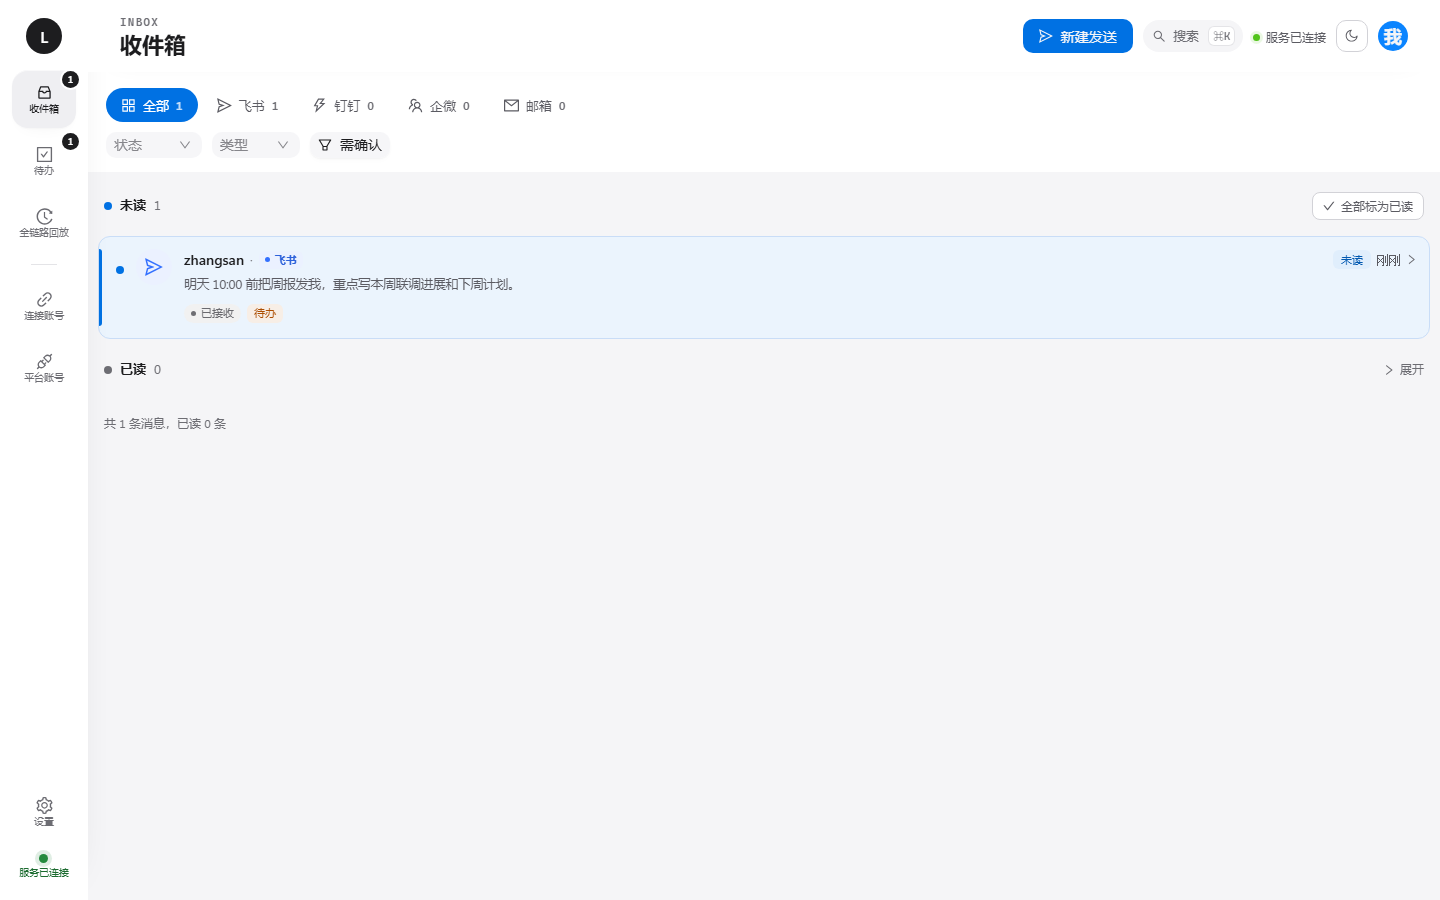 L
1
收件箱
1
待办
全链路回放
连接账号
平台账号
设置
服务已连接
INBOX
收件箱
新建发送
搜索 ⌘K
服务已连接
我
全部 1
飞书 1
钉钉 0
企微 0
邮箱 0
状态
类型
需确认
未读 1
全部标为已读
zhangsan · 飞书
未读 刚刚
明天 10:00 前把周报发我，重点写本周联调进展和下周计划。
已接收 待办
已读 0
展开
共 1 条消息，已读 0 条